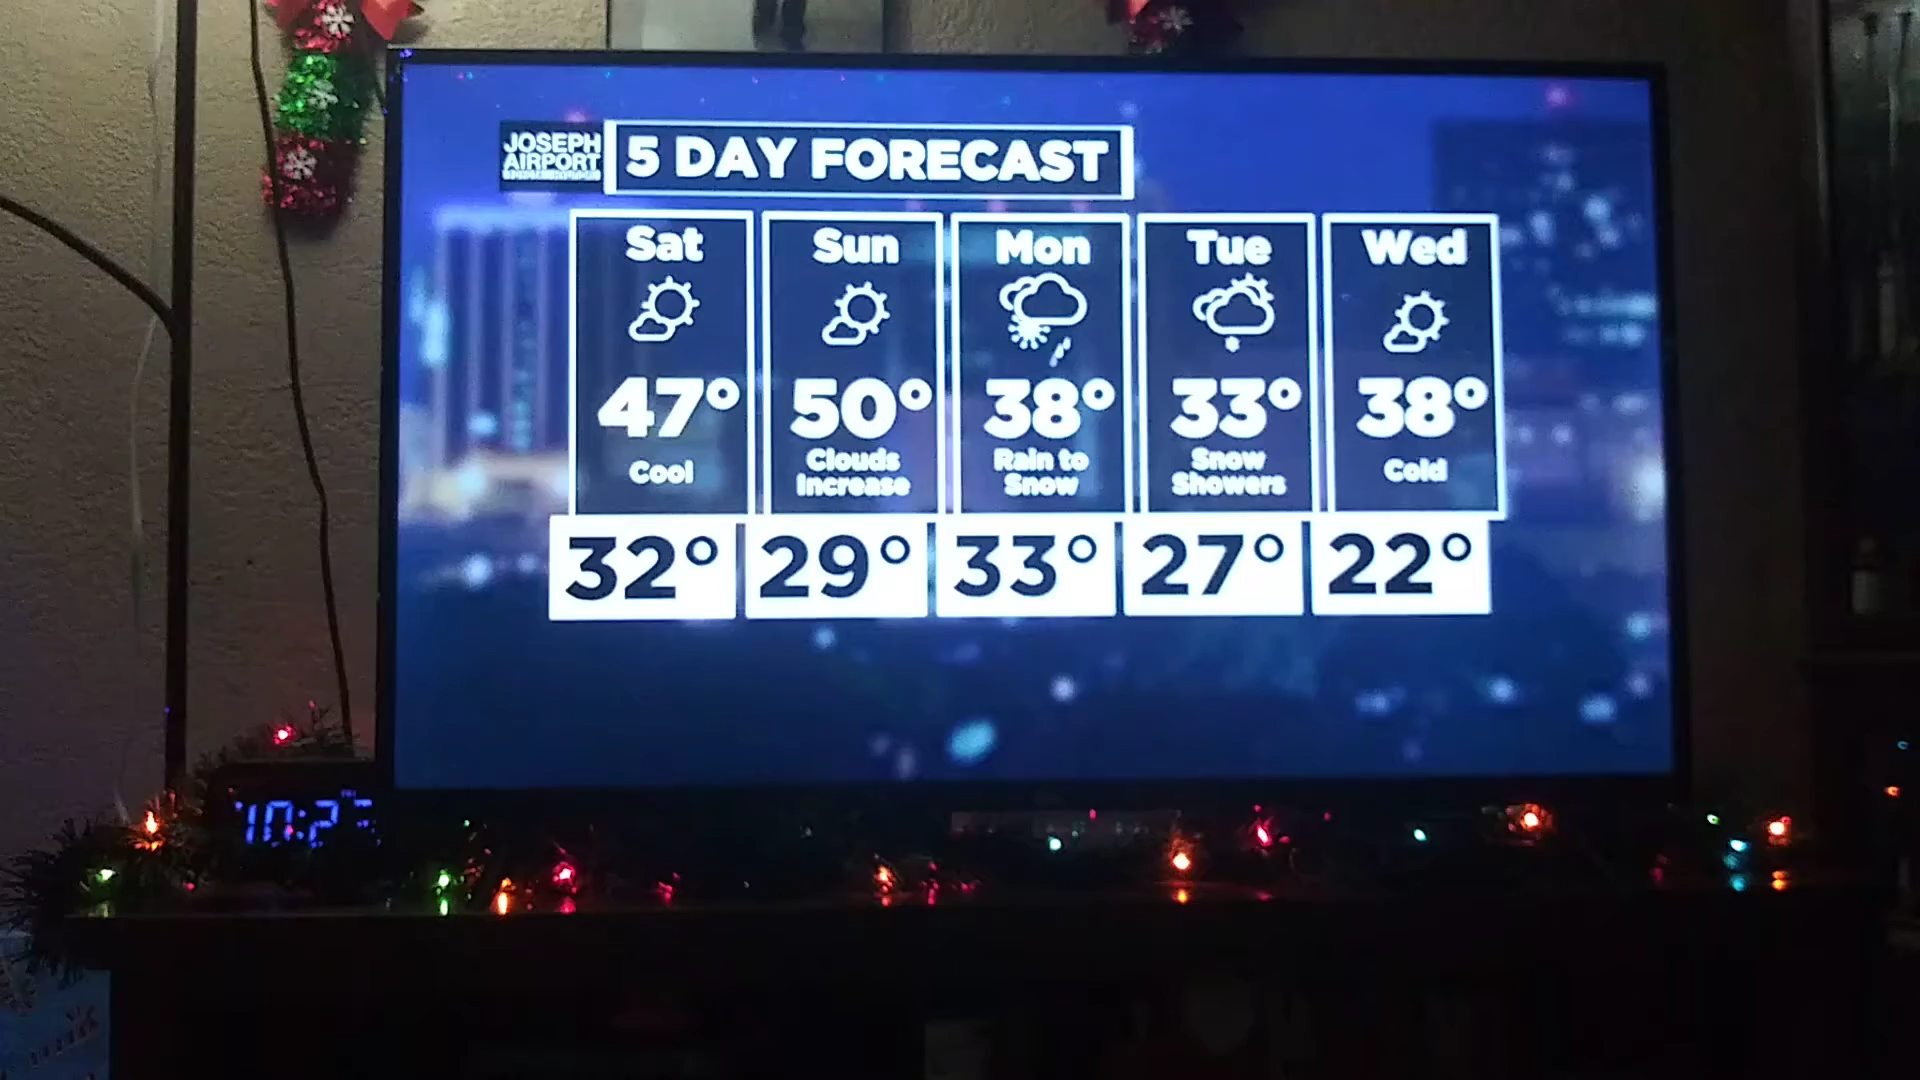 JOSEPH
AIRPORT
5 DAY FORECAST
Sat
47°
Cool
32°
Sun
50°
Clouds
Increase
29°
Mon
38°
Rain to
Snow
33°
Tue
33°
Snow
Showers
27°
Wed
38°
Cold
22°